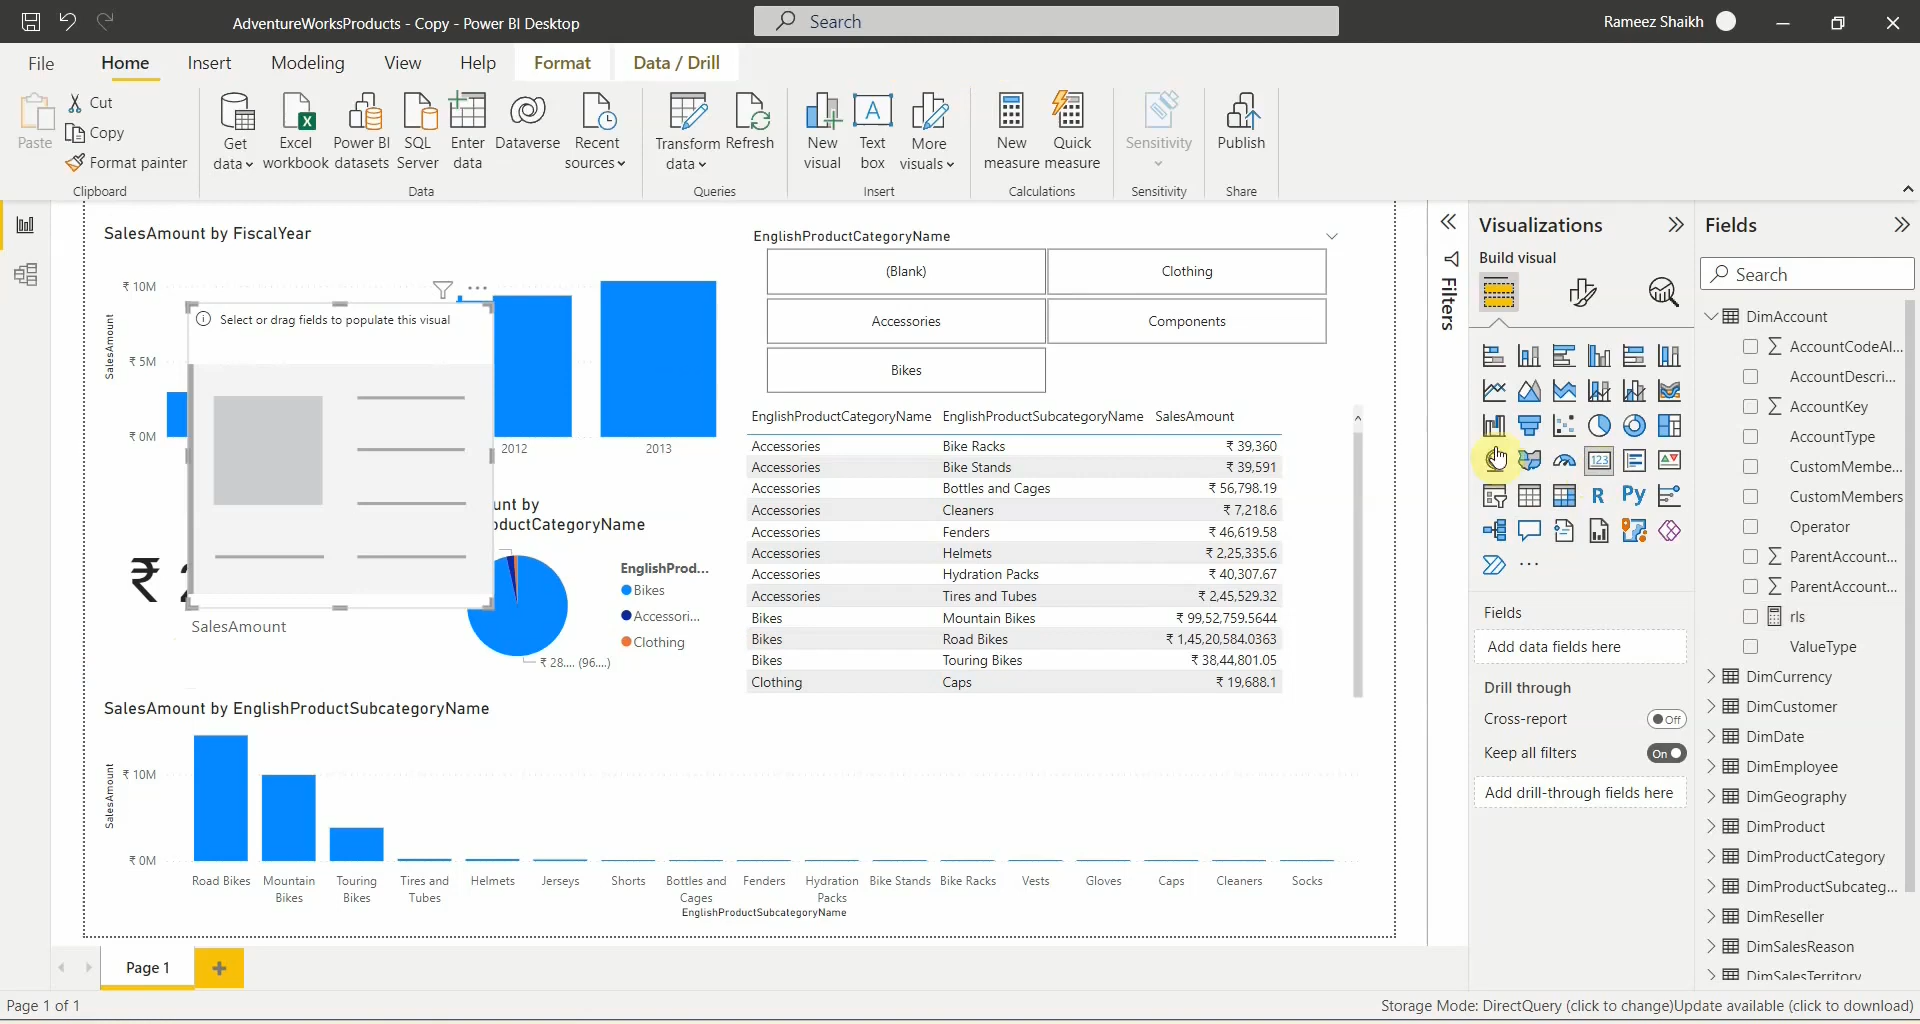 AdventureWorksProducts - Copy - Power BI Desktop
Search
Rameez Shaikh
File
Home
Insert
Modeling
View
Help
Format
Data / Drill
Paste
Cut
Copy
Format painter
Clipboard
Get data
Excel workbook
Power BI datasets
SQL Server
Enter data
Dataverse
Recent sources
Data
Transform data
Refresh
Queries
New visual
Text box
More visuals
Insert
New measure
Quick measure
Calculations
Sensitivity
Sensitivity
Publish
Share
SalesAmount by FiscalYear
SalesAmount
₹ 10M
₹ 5M
₹ 0M
2012
2013
Select or drag fields to populate this visual
₹
SalesAmount
unt by
ductCategoryName
EnglishProd...
Bikes
Accessori...
Clothing
₹ 28.... (96....)
EnglishProductCategoryName
(Blank)
Clothing
Accessories
Components
Bikes
EnglishProductCategoryName EnglishProductSubcategoryName SalesAmount
Accessories Bike Racks ₹ 39,360
Accessories Bike Stands ₹ 39,591
Accessories Bottles and Cages ₹ 56,798.19
Accessories Cleaners ₹ 7,218.6
Accessories Fenders ₹ 46,619.58
Accessories Helmets ₹ 2,25,335.6
Accessories Hydration Packs ₹ 40,307.67
Accessories Tires and Tubes ₹ 2,45,529.32
Bikes Mountain Bikes ₹ 99,52,759.5644
Bikes Road Bikes ₹ 1,45,20,584.0363
Bikes Touring Bikes ₹ 38,44,801.05
Clothing Caps ₹ 19,688.1
SalesAmount by EnglishProductSubcategoryName
SalesAmount
₹ 10M
₹ 0M
Road Bikes
Mountain Bikes
Touring Bikes
Tires and Tubes
Helmets
Jerseys
Shorts
Bottles and Cages
Fenders
Hydration Packs
Bike Stands
Bike Racks
Vests
Gloves
Caps
Cleaners
Socks
EnglishProductSubcategoryName
Filters
Visualizations
Build visual
123
R
Py
Fields
Add data fields here
Drill through
Cross-report
Off
Keep all filters
On
Add drill-through fields here
Fields
Search
DimAccount
AccountCodeAl...
AccountDescri...
AccountKey
AccountType
CustomMembe...
CustomMembers
Operator
ParentAccount...
ParentAccount...
rls
ValueType
DimCurrency
DimCustomer
DimDate
DimEmployee
DimGeography
DimProduct
DimProductCategory
DimProductSubcateg...
DimReseller
DimSalesReason
DimSalesTerritory
Page 1
Page 1 of 1
Storage Mode: DirectQuery (click to change)
Update available (click to download)